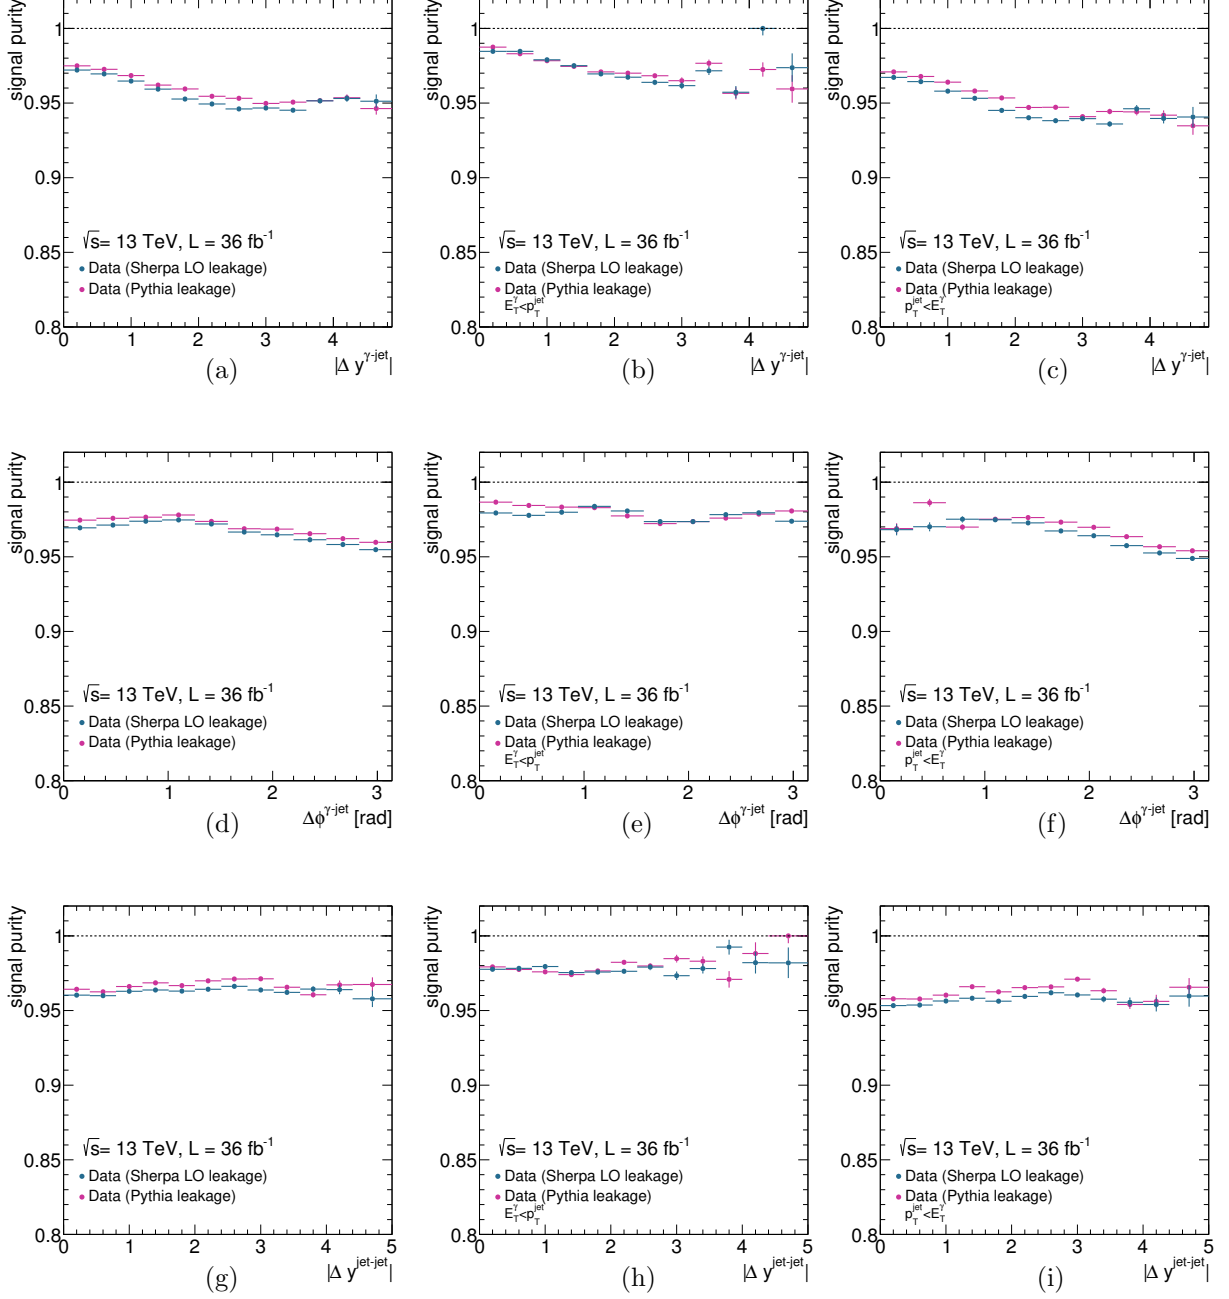 signal purity
1
0.95
0.9
0.85
0.8
√s= 13 TeV, L = 36 fb⁻¹
Data (Sherpa LO leakage)
Data (Pythia leakage)
0 1 2 3 4
|Δ y^γ-jet|
(a)
signal purity
1
0.95
0.9
0.85
0.8
√s= 13 TeV, L = 36 fb⁻¹
Data (Sherpa LO leakage)
Data (Pythia leakage)
E_T^γ<p_T^jet
0 1 2 3 4
|Δ y^γ-jet|
(b)
signal purity
1
0.95
0.9
0.85
0.8
√s= 13 TeV, L = 36 fb⁻¹
Data (Sherpa LO leakage)
Data (Pythia leakage)
p_T^jet<E_T^γ
0 1 2 3 4
|Δ y^γ-jet|
(c)
signal purity
1
0.95
0.9
0.85
0.8
√s= 13 TeV, L = 36 fb⁻¹
Data (Sherpa LO leakage)
Data (Pythia leakage)
0 1 2 3
Δϕ^γ-jet [rad]
(d)
signal purity
1
0.95
0.9
0.85
0.8
√s= 13 TeV, L = 36 fb⁻¹
Data (Sherpa LO leakage)
Data (Pythia leakage)
E_T^γ<p_T^jet
0 1 2 3
Δϕ^γ-jet [rad]
(e)
signal purity
1
0.95
0.9
0.85
0.8
√s= 13 TeV, L = 36 fb⁻¹
Data (Sherpa LO leakage)
Data (Pythia leakage)
p_T^jet<E_T^γ
0 1 2 3
Δϕ^γ-jet [rad]
(f)
signal purity
1
0.95
0.9
0.85
0.8
√s= 13 TeV, L = 36 fb⁻¹
Data (Sherpa LO leakage)
Data (Pythia leakage)
0 1 2 3 4 5
|Δ y^jet-jet|
(g)
signal purity
1
0.95
0.9
0.85
0.8
√s= 13 TeV, L = 36 fb⁻¹
Data (Sherpa LO leakage)
Data (Pythia leakage)
E_T^γ<p_T^jet
0 1 2 3 4 5
|Δ y^jet-jet|
(h)
signal purity
1
0.95
0.9
0.85
0.8
√s= 13 TeV, L = 36 fb⁻¹
Data (Sherpa LO leakage)
Data (Pythia leakage)
p_T^jet<E_T^γ
0 1 2 3 4 5
|Δ y^jet-jet|
(i)